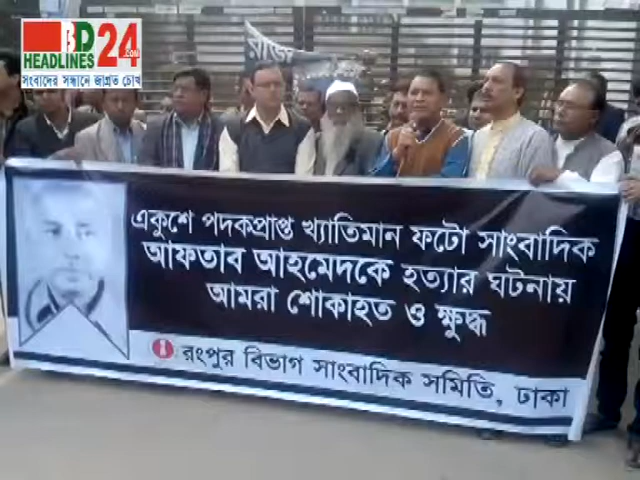 BD
HEADLINES
24
.COM
সংবাদের সন্ধানে জাগ্রত চোখ
একুশে পদকপ্রাপ্ত খ্যাতিমান ফটো সাংবাদিক
আফতাব আহমেদকে হত্যার ঘটনায়
আমরা শোকাহত ও ক্ষুদ্ধ
রংপুর বিভাগ সাংবাদিক সমিতি, ঢাকা